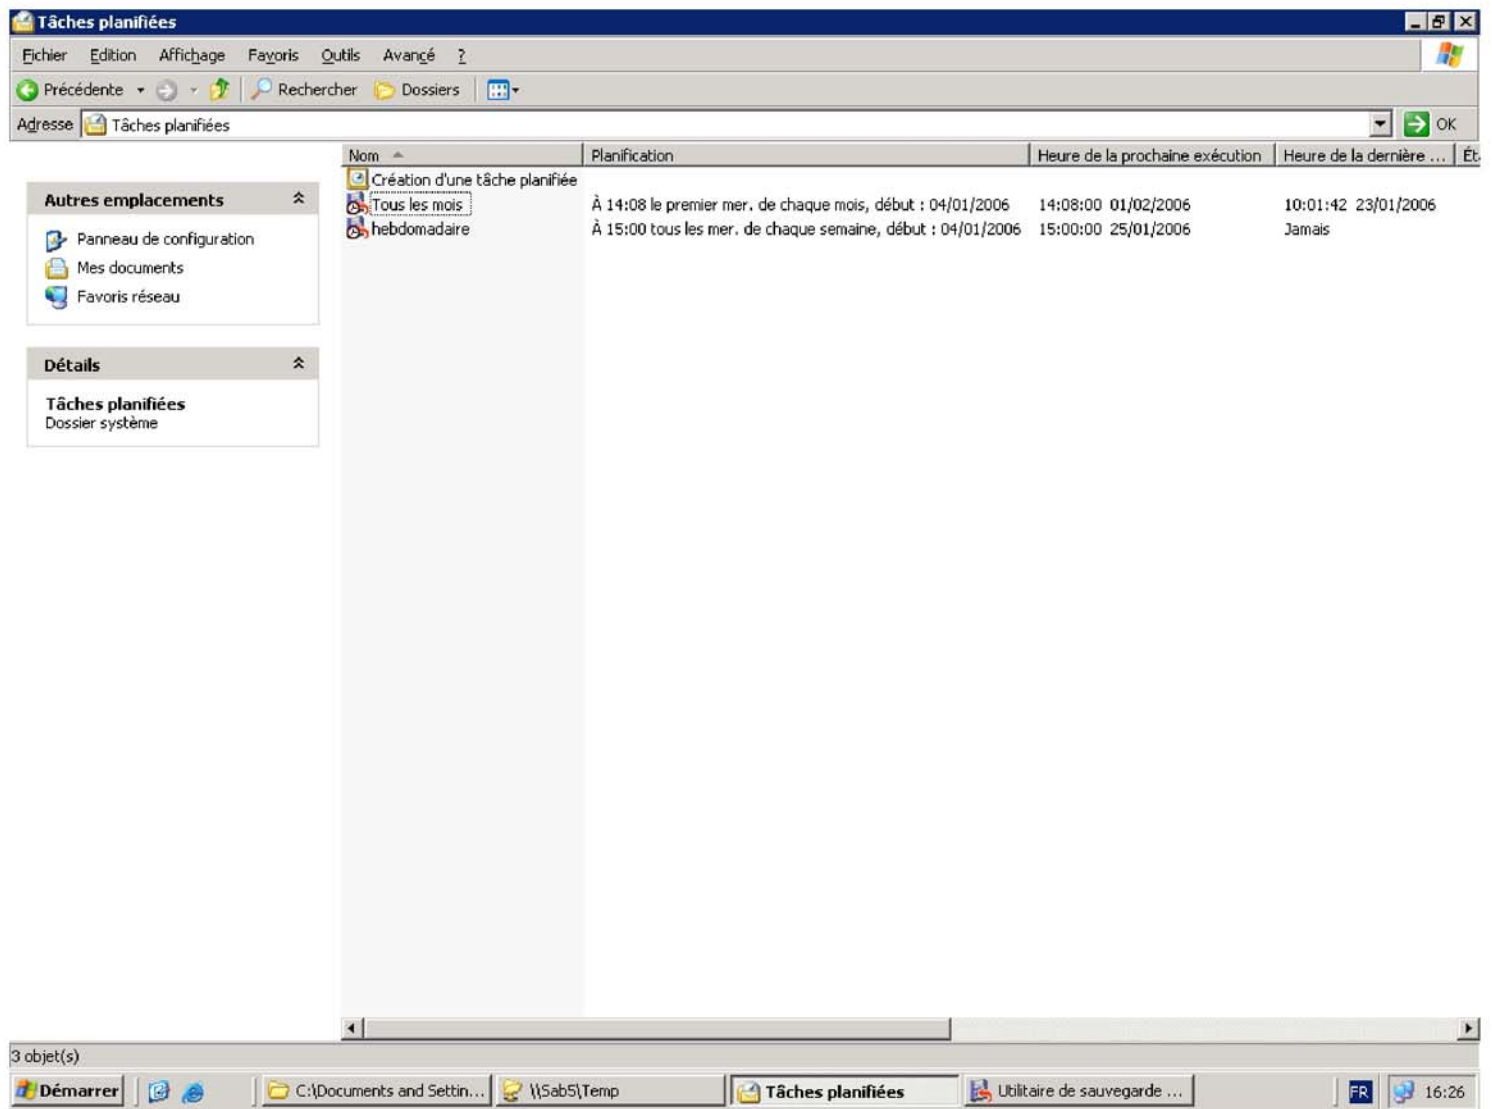 Tâches planifiées
Fichier Edition Affichage Favoris Outils Avancé ?
Précédente Rechercher Dossiers
Adresse Tâches planifiées OK
Nom Planification Heure de la prochaine exécution Heure de la dernière ... Ét
Création d'une tâche planifiée
Tous les mois À 14:08 le premier mer. de chaque mois, début : 04/01/2006 14:08:00 01/02/2006 10:01:42 23/01/2006
hebdomadaire À 15:00 tous les mer. de chaque semaine, début : 04/01/2006 15:00:00 25/01/2006 Jamais
Autres emplacements
Panneau de configuration
Mes documents
Favoris réseau
Détails
Tâches planifiées
Dossier système
3 objet(s)
Démarrer C:\Documents and Settin... \\Sab5\Temp Tâches planifiées Utilitaire de sauvegarde ... FR 16:26